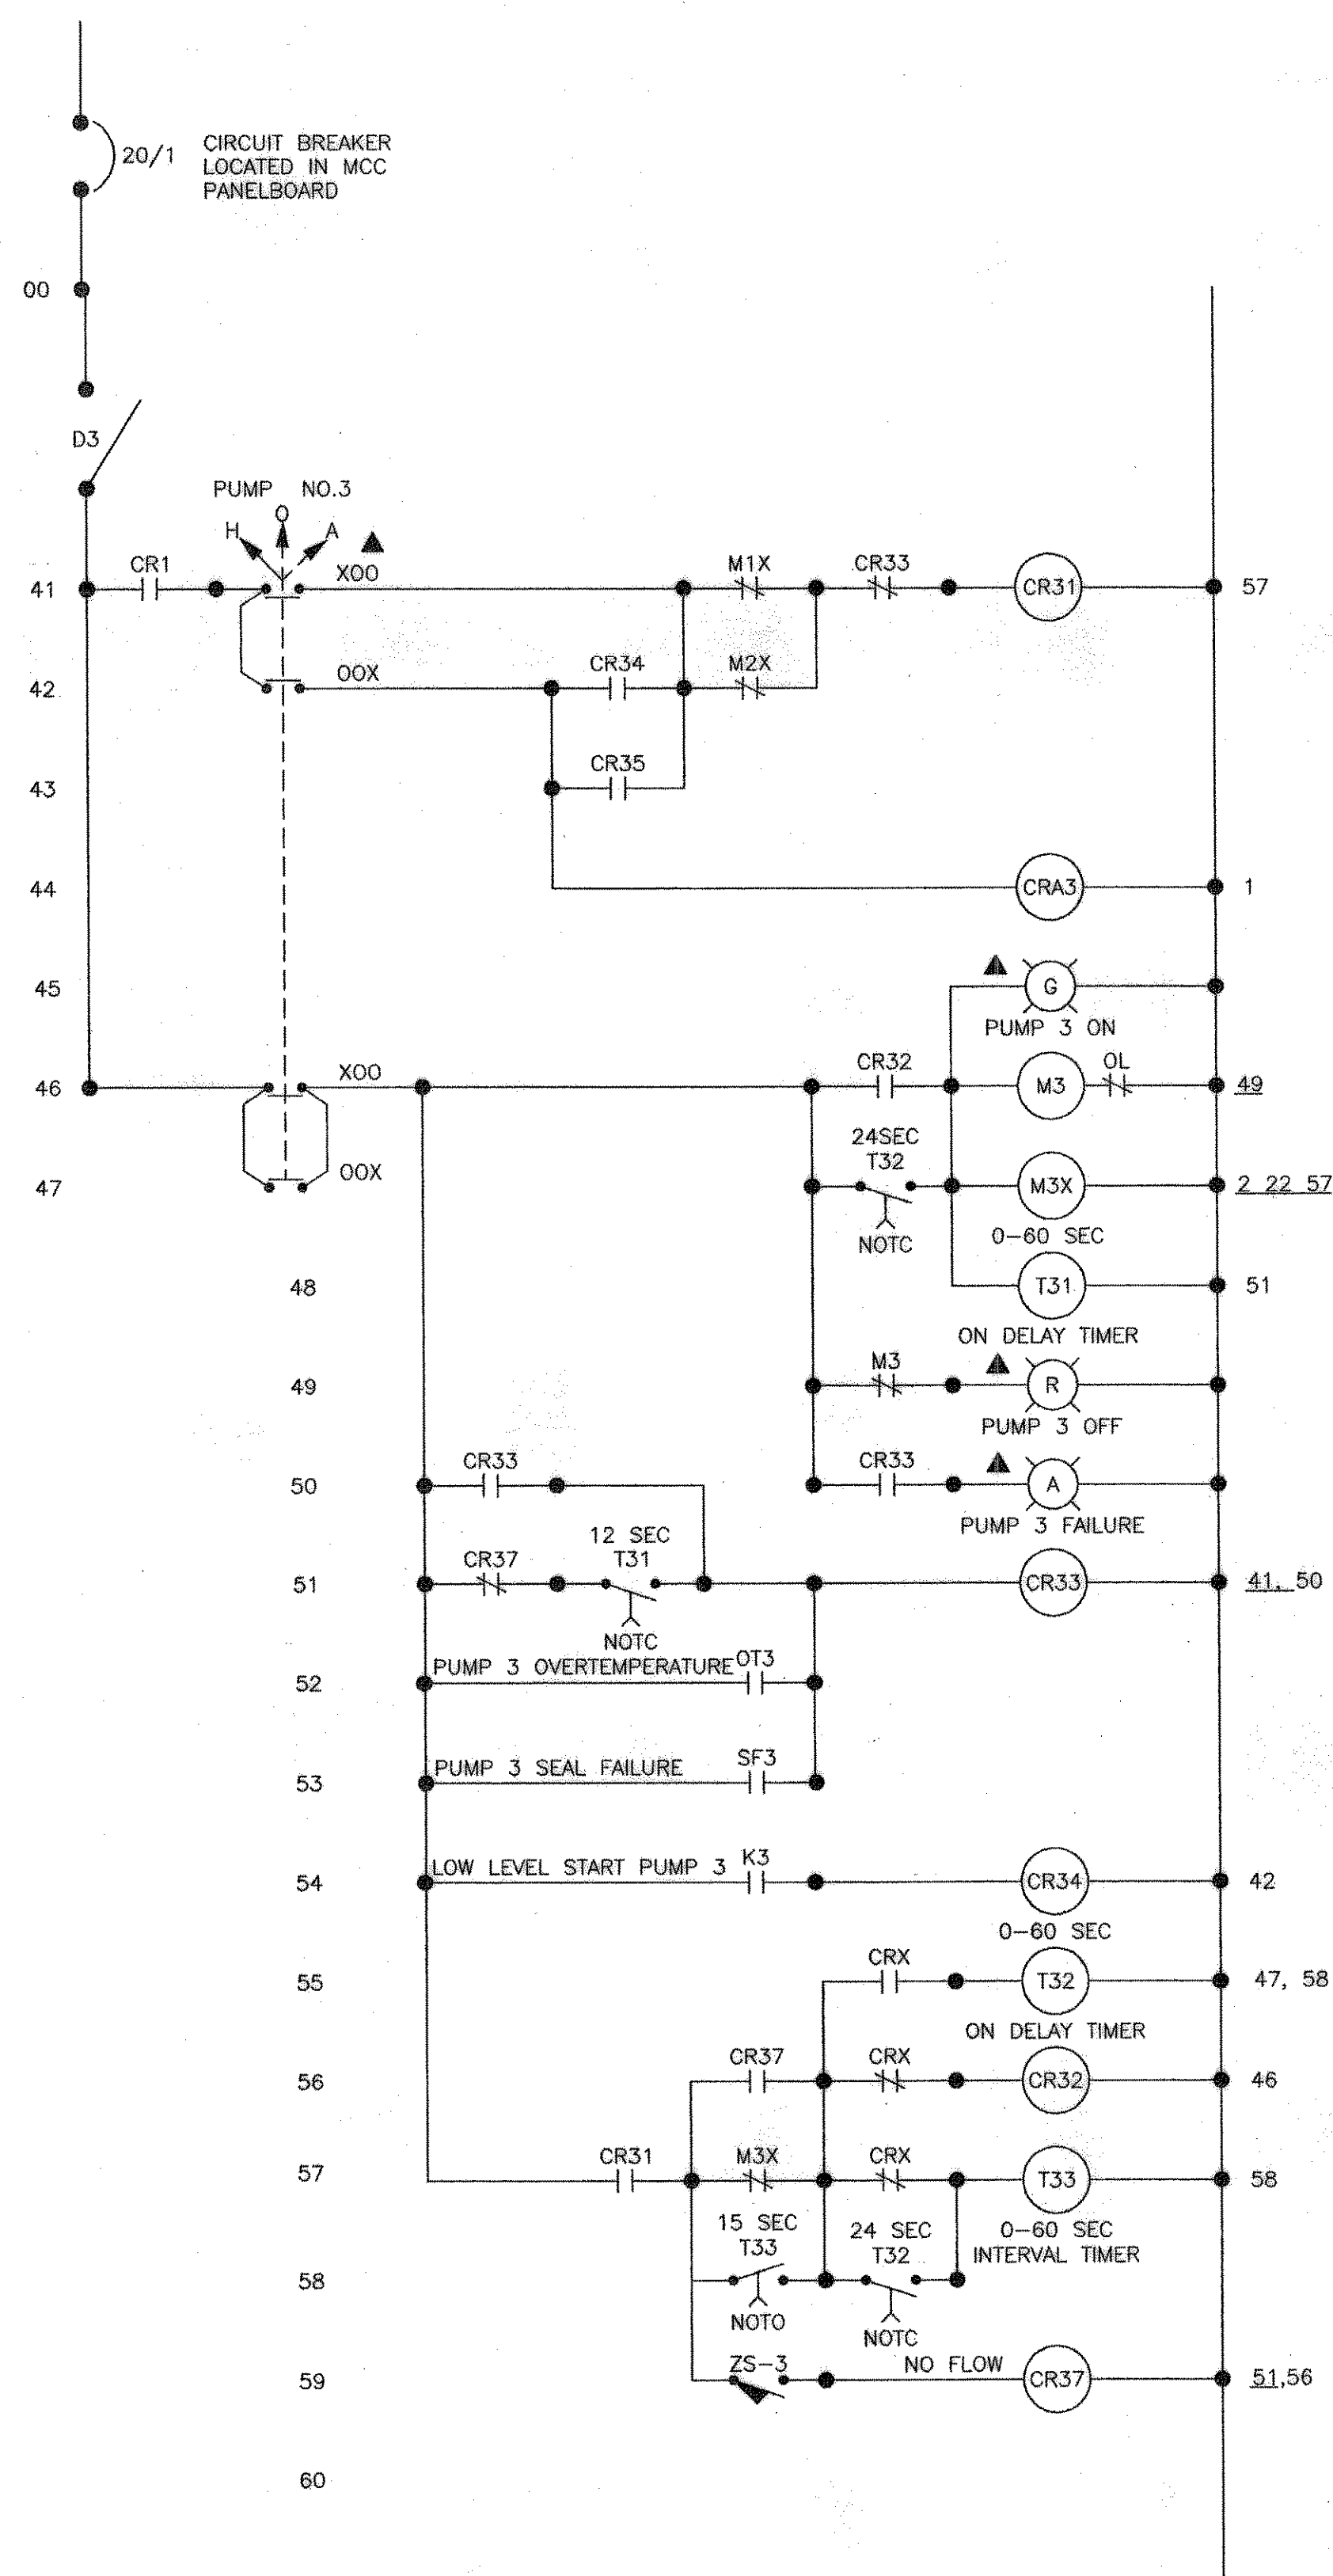 20/1 CIRCUIT BREAKER
LOCATED IN MCC
PANELBOARD
00
D3
PUMP NO.3
H O A
41 CR1 XOO M1X CR33 CR31 57
42 OOX CR34 M2X
43 CR35
44 CRA3 1
45 G
PUMP 3 ON
46 XOO CR32 M3 OL 49
24SEC
T32
47 OOX M3X 2 22 57
NOTC
0-60 SEC
48 T31 51
ON DELAY TIMER
49 M3 R
PUMP 3 OFF
50 CR33 CR33 A
PUMP 3 FAILURE
12 SEC
51 CR37 T31 CR33 41, 50
NOTC
52 PUMP 3 OVERTEMPERATURE OT3
53 PUMP 3 SEAL FAILURE SF3
54 LOW LEVEL START PUMP 3 K3 CR34 42
0-60 SEC
55 CRX T32 47, 58
ON DELAY TIMER
56 CR37 CRX CR32 46
57 CR31 M3X CRX T33 58
15 SEC 24 SEC 0-60 SEC
T33 T32 INTERVAL TIMER
58
NOTO NOTC
59 ZS-3 NO FLOW CR37 51,56
60